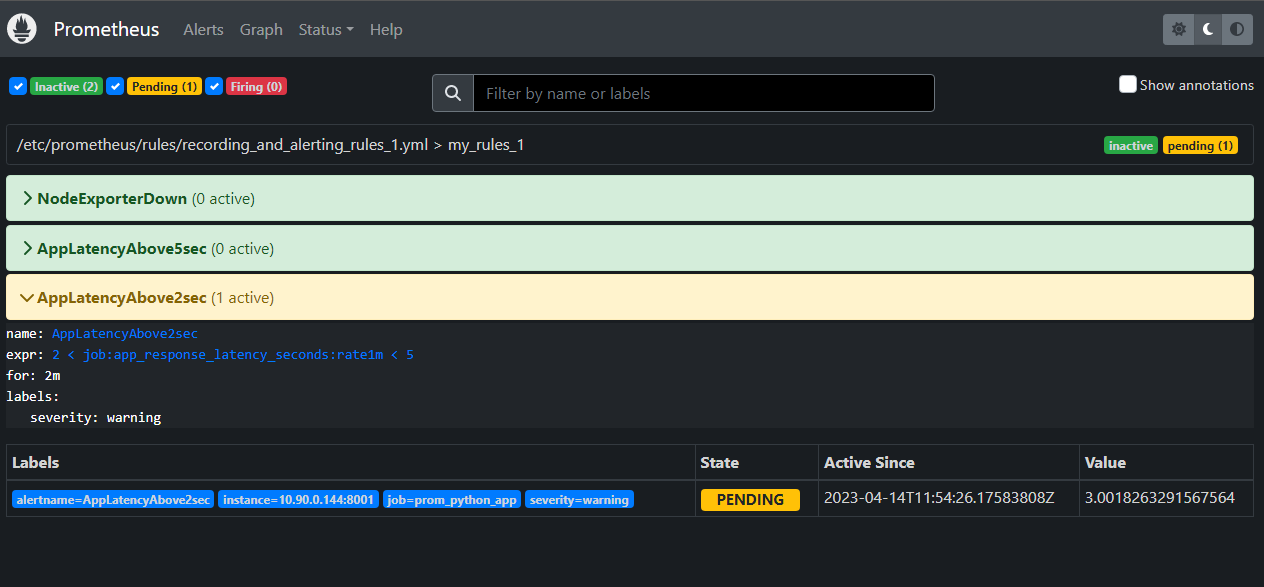 Prometheus Alerts Graph Status Help
Inactive (2) Pending (1) Firing (0) Filter by name or labels Show annotations
/etc/prometheus/rules/recording_and_alerting_rules_1.yml > my_rules_1 inactive pending (1)
NodeExporterDown (0 active)
AppLatencyAbove5sec (0 active)
AppLatencyAbove2sec (1 active)
name: AppLatencyAbove2sec
expr: 2 < job:app_response_latency_seconds:rate1m < 5
for: 2m
labels:
severity: warning
Labels State Active Since Value
alertname=AppLatencyAbove2sec instance=10.90.0.144:8001 job=prom_python_app severity=warning PENDING 2023-04-14T11:54:26.17583808Z 3.0018263291567564